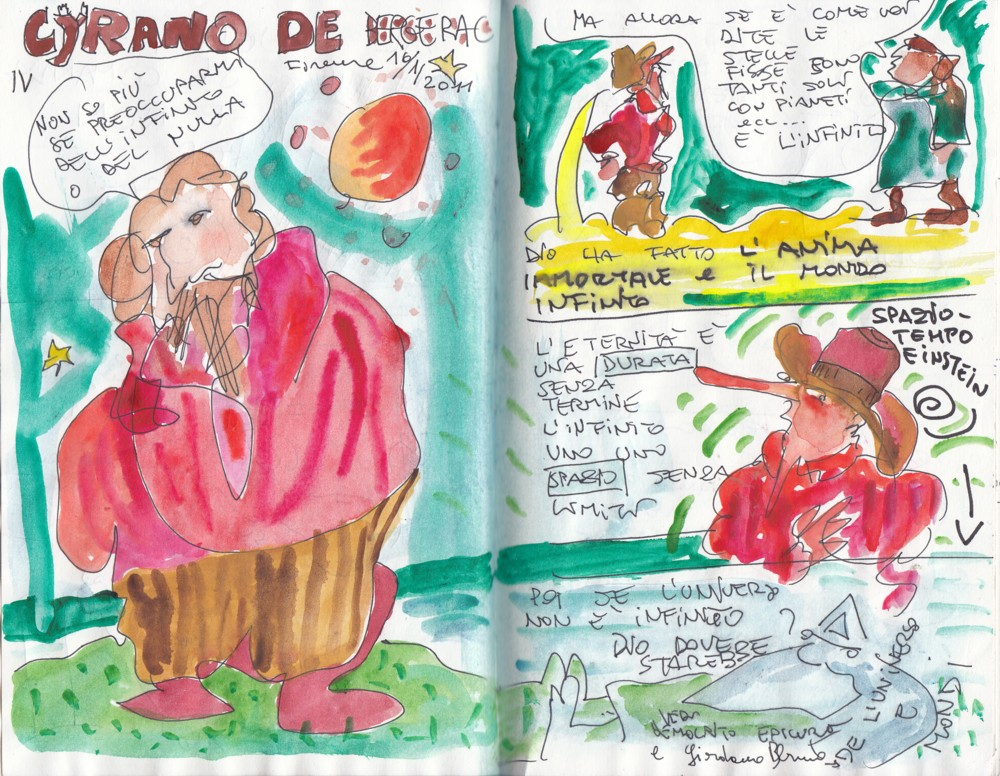 CYRANO DE BERGERAC
Firenze 16/1/2011
IV
NON SO PIÙ
SE PREOCCUPARMI
DELL'INFINITO
O DEL NULLA
MA ALLORA SE È COME VOI
DITE LE
STELLE
FISSE SONO
TANTI SOLI
CON PIANETI
ecc...
È L'INFINITO
DIO HA FATTO L'ANIMA
IMMORTALE e IL MONDO
INFINITO
L'ETERNITÀ È
UNA DURATA
SENZA
TERMINE
L'INFINITO
UNO UNO
SPAZIO SENZA
LIMITI
SPAZIO-
TEMPO
EINSTEIN
POI SE L'UNIVERSO
NON È INFINITO
DIO DOVERE
STAREBBE
?
DE L'UNIVERSO
E
MONDI
DEMOCRITO EPICURO
e Giordano Bruno